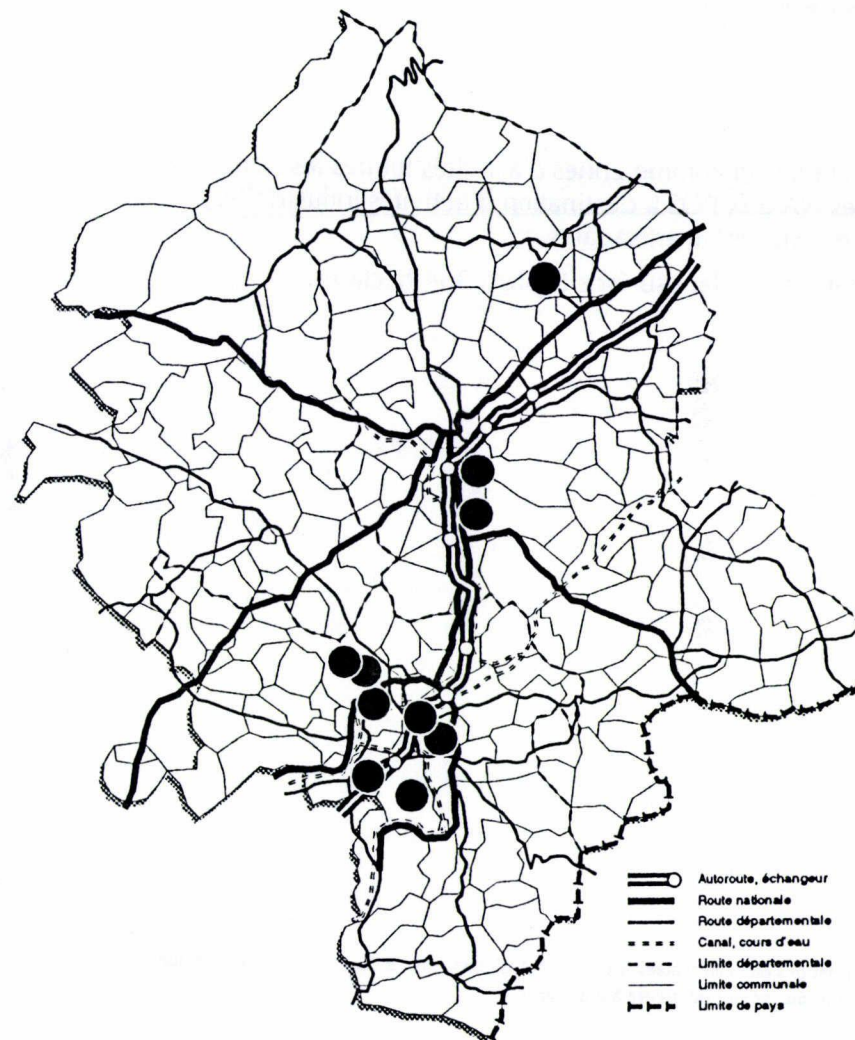 Autoroute, échangeur
Route nationale
Route départementale
Canal, cours d'eau
Limite départementale
Limite communale
Limite de pays